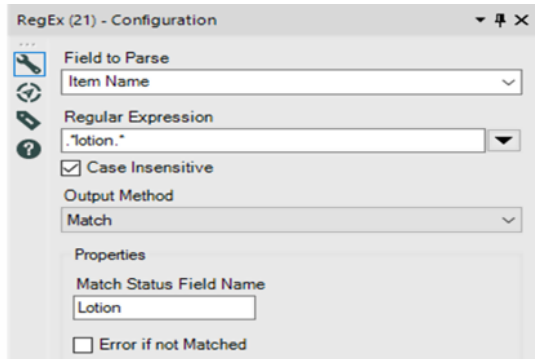 RegEx (21) - Configuration
Field to Parse
Item Name
Regular Expression
.*lotion.*
Case Insensitive
Output Method
Match
Properties
Match Status Field Name
Lotion
Error if not Matched